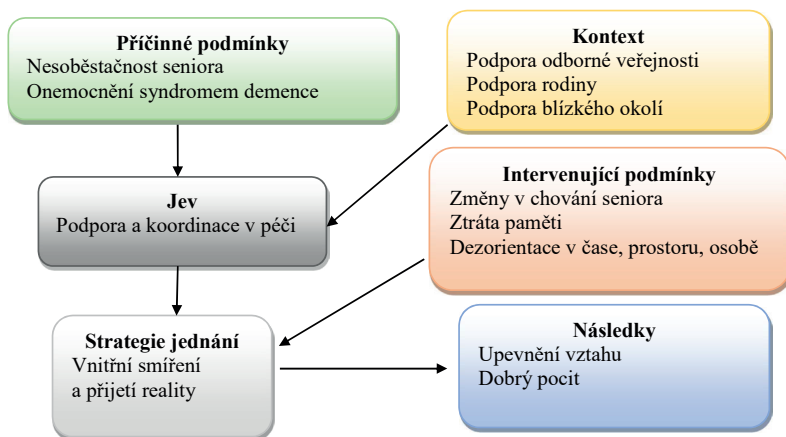 Příčinné podmínky
Nesoběstačnost seniora
Onemocnění syndromem demence
Kontext
Podpora odborné veřejnosti
Podpora rodiny
Podpora blízkého okolí
Intervenující podmínky
Změny v chování seniora
Ztráta paměti
Dezorientace v čase, prostoru, osobě
Jev
Podpora a koordinace v péči
Strategie jednání
Vnitřní smíření
a přijetí reality
Následky
Upevnění vztahu
Dobrý pocit